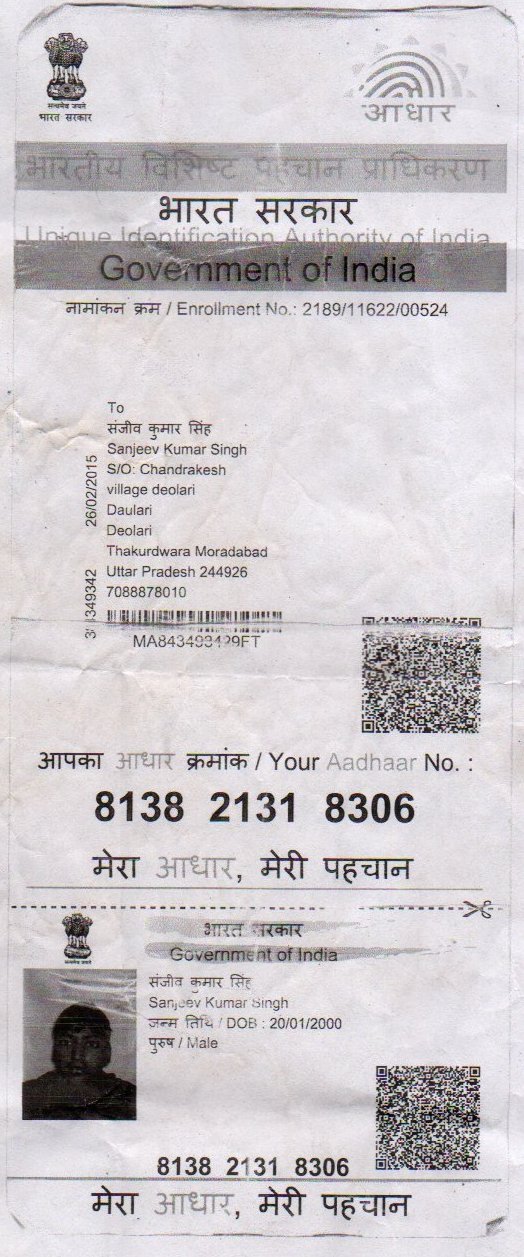 सत्यमेव जयते
भारत सरकार
आधार
भारतीय विशिष्ट पहचान प्राधिकरण
भारत सरकार
Unique Identification Authority of India
Government of India
नामांकन क्रम / Enrollment No.: 2189/11622/00524
To
संजीव कुमार सिंह
Sanjeev Kumar Singh
S/O: Chandrakesh
village deolari
Daulari
Deolari
Thakurdwara Moradabad
Uttar Pradesh 244926
7088878010
26/02/2015
MA843493429FT
आपका आधार क्रमांक / Your Aadhaar No. :
8138 2131 8306
मेरा आधार, मेरी पहचान
भारत सरकार
Government of India
संजीव कुमार सिंह
Sanjeev Kumar Singh
जन्म तिथि / DOB : 20/01/2000
पुरुष / Male
8138 2131 8306
मेरा आधार, मेरी पहचान